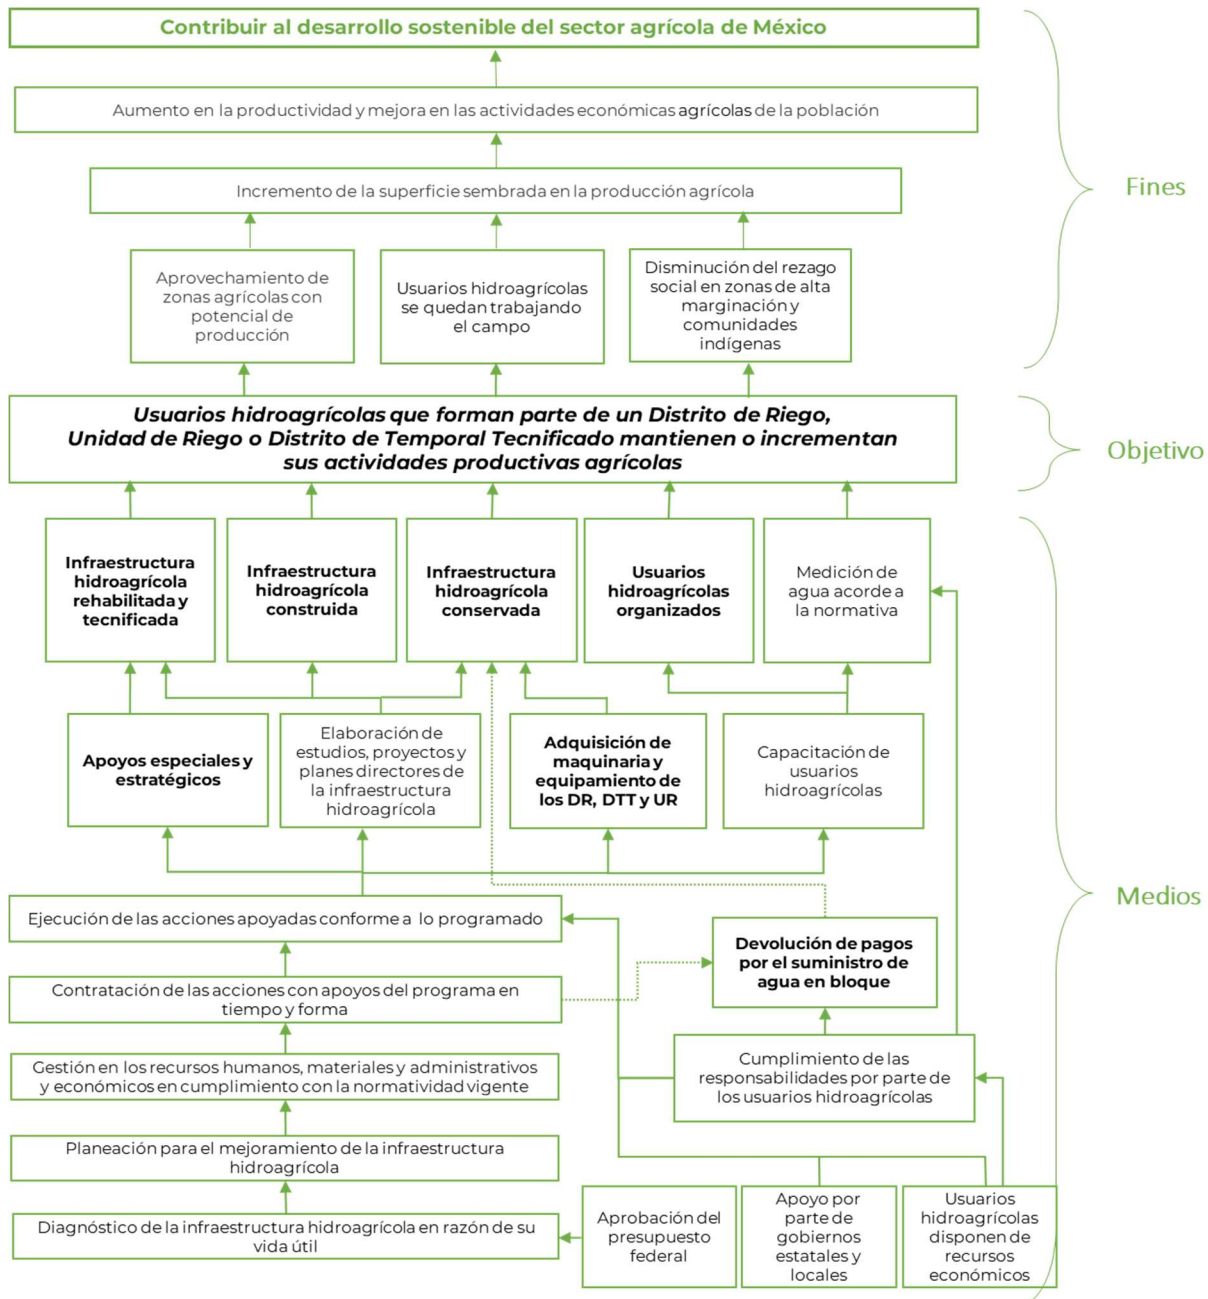 Contribuir al desarrollo sostenible del sector agrícola de México
Aumento en la productividad y mejora en las actividades económicas agrícolas de la población
Incremento de la superficie sembrada en la producción agrícola
Fines
Aprovechamiento de
zonas agrícolas con
potencial de
producción
Usuarios hidroagrícolas
se quedan trabajando
el campo
Disminución del rezago
social en zonas de alta
marginación y
comunidades
indígenas
Usuarios hidroagrícolas que forman parte de un Distrito de Riego,
Unidad de Riego o Distrito de Temporal Tecnificado mantienen o incrementan
sus actividades productivas agrícolas
Objetivo
Infraestructura
hidroagrícola
rehabilitada y
tecnificada
Infraestructura
hidroagrícola
construida
Infraestructura
hidroagrícola
conservada
Usuarios
hidroagrícolas
organizados
Medición de
agua acorde a
la normativa
Apoyos especiales y
estratégicos
Elaboración de
estudios, proyectos y
planes directores de
la infraestructura
hidroagrícola
Adquisición de
maquinaria y
equipamiento de
los DR, DTT y UR
Capacitación de
usuarios
hidroagrícolas
Medios
Ejecución de las acciones apoyadas conforme a lo programado
Devolución de pagos
por el suministro de
agua en bloque
Contratación de las acciones con apoyos del programa en
tiempo y forma
Gestión en los recursos humanos, materiales y administrativos
y económicos en cumplimiento con la normatividad vigente
Cumplimiento de las
responsabilidades por parte de
los usuarios hidroagrícolas
Planeación para el mejoramiento de la infraestructura
hidroagrícola
Diagnóstico de la infraestructura hidroagrícola en razón de su
vida útil
Aprobación del
presupuesto
federal
Apoyo por
parte de
gobiernos
estatales y
locales
Usuarios
hidroagrícolas
disponen de
recursos
económicos